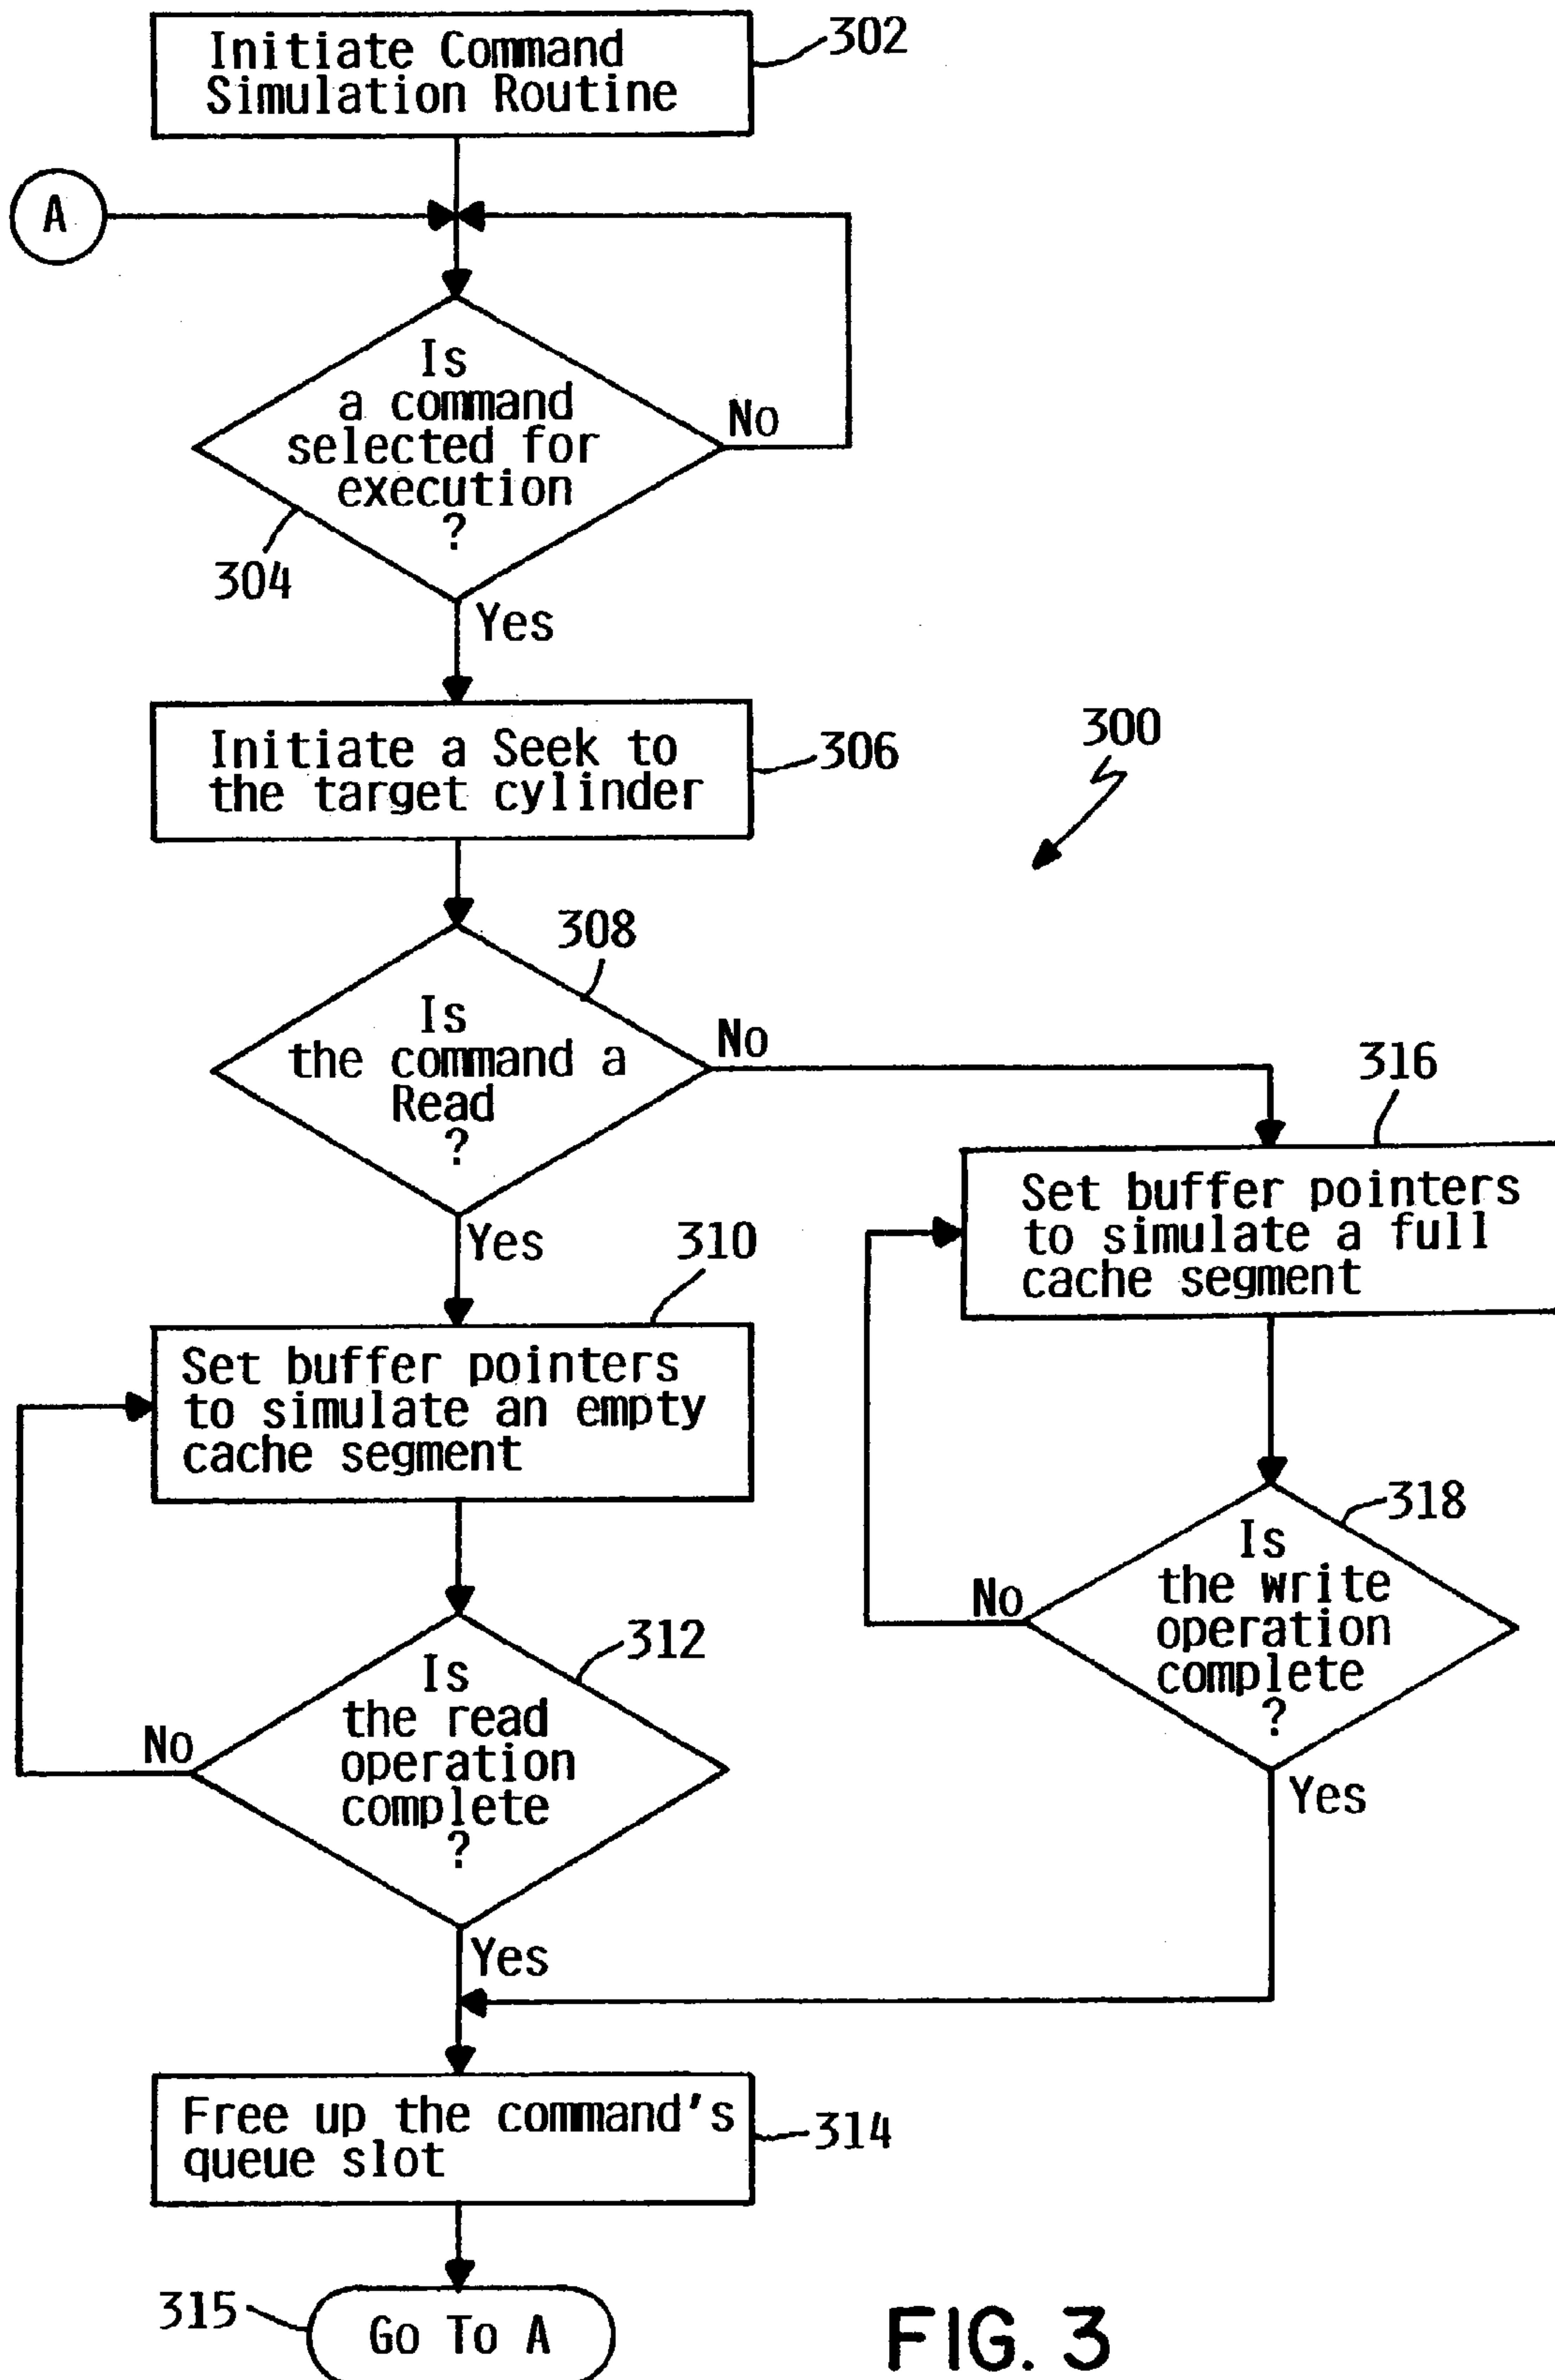 Initiate Command
Simulation Routine
302
A
Is
a command
selected for
execution
?
No
304
Yes
Initiate a Seek to
the target cylinder
306
300
308
Is
the command a
Read
?
No
Yes
316
Set buffer pointers
to simulate a full
cache segment
310
Set buffer pointers
to simulate an empty
cache segment
318
Is
the write
operation
complete
?
No
Yes
312
Is
the read
operation
complete
?
No
Yes
Free up the command's
queue slot
314
315
Go To A
FIG. 3